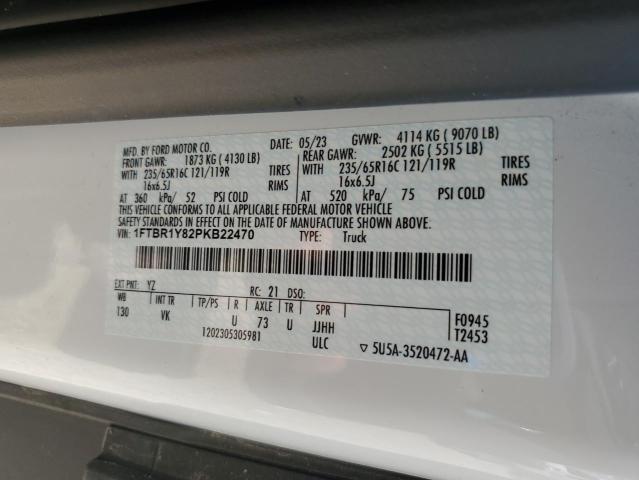 MFD. BY FORD MOTOR CO.
DATE: 05/23 GVWR: 4114 KG ( 9070 LB)
FRONT GAWR: 1873 KG ( 4130 LB) REAR GAWR: 2502 KG ( 5515 LB)
WITH 235/65R16C 121/119R TIRES WITH 235/65R16C 121/119R TIRES
16x6.5J RIMS 16x6.5J RIMS
AT 360 kPa/ 52 PSI COLD AT 520 kPa/ 75 PSI COLD
THIS VEHICLE CONFORMS TO ALL APPLICABLE FEDERAL MOTOR VEHICLE
SAFETY STANDARDS IN EFFECT ON THE DATE OF MANUFACTURE SHOWN ABOVE.
VIN: 1FTBR1Y82PKB22470 TYPE: Truck
EXT PNT: YZ RC: 21 DSO:
WB INT TR TP/PS R AXLE TR SPR
130 VK U 73 U JJHH
1202305305981 ULC
F0945
T2453
▽ 5U5A-3520472-AA